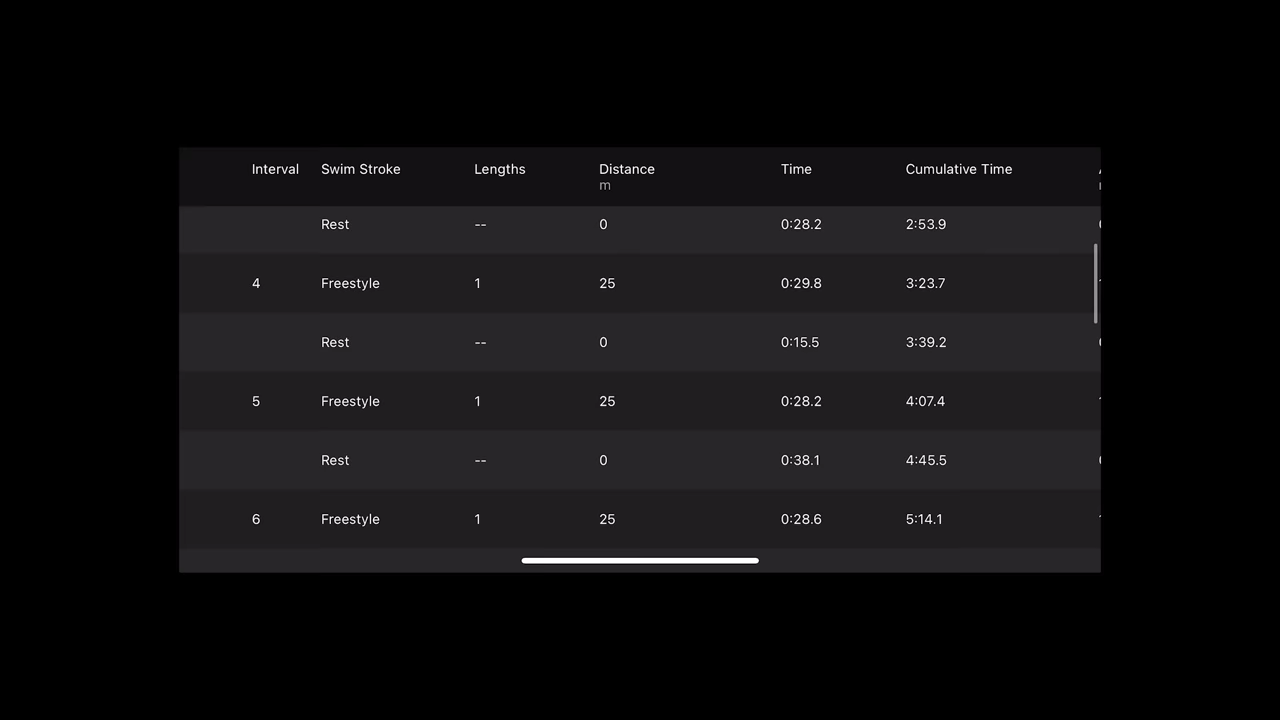 Interval Swim Stroke Lengths Distance Time Cumulative Time
m
Rest -- 0 0:28.2 2:53.9
4 Freestyle 1 25 0:29.8 3:23.7
Rest -- 0 0:15.5 3:39.2
5 Freestyle 1 25 0:28.2 4:07.4
Rest -- 0 0:38.1 4:45.5
6 Freestyle 1 25 0:28.6 5:14.1